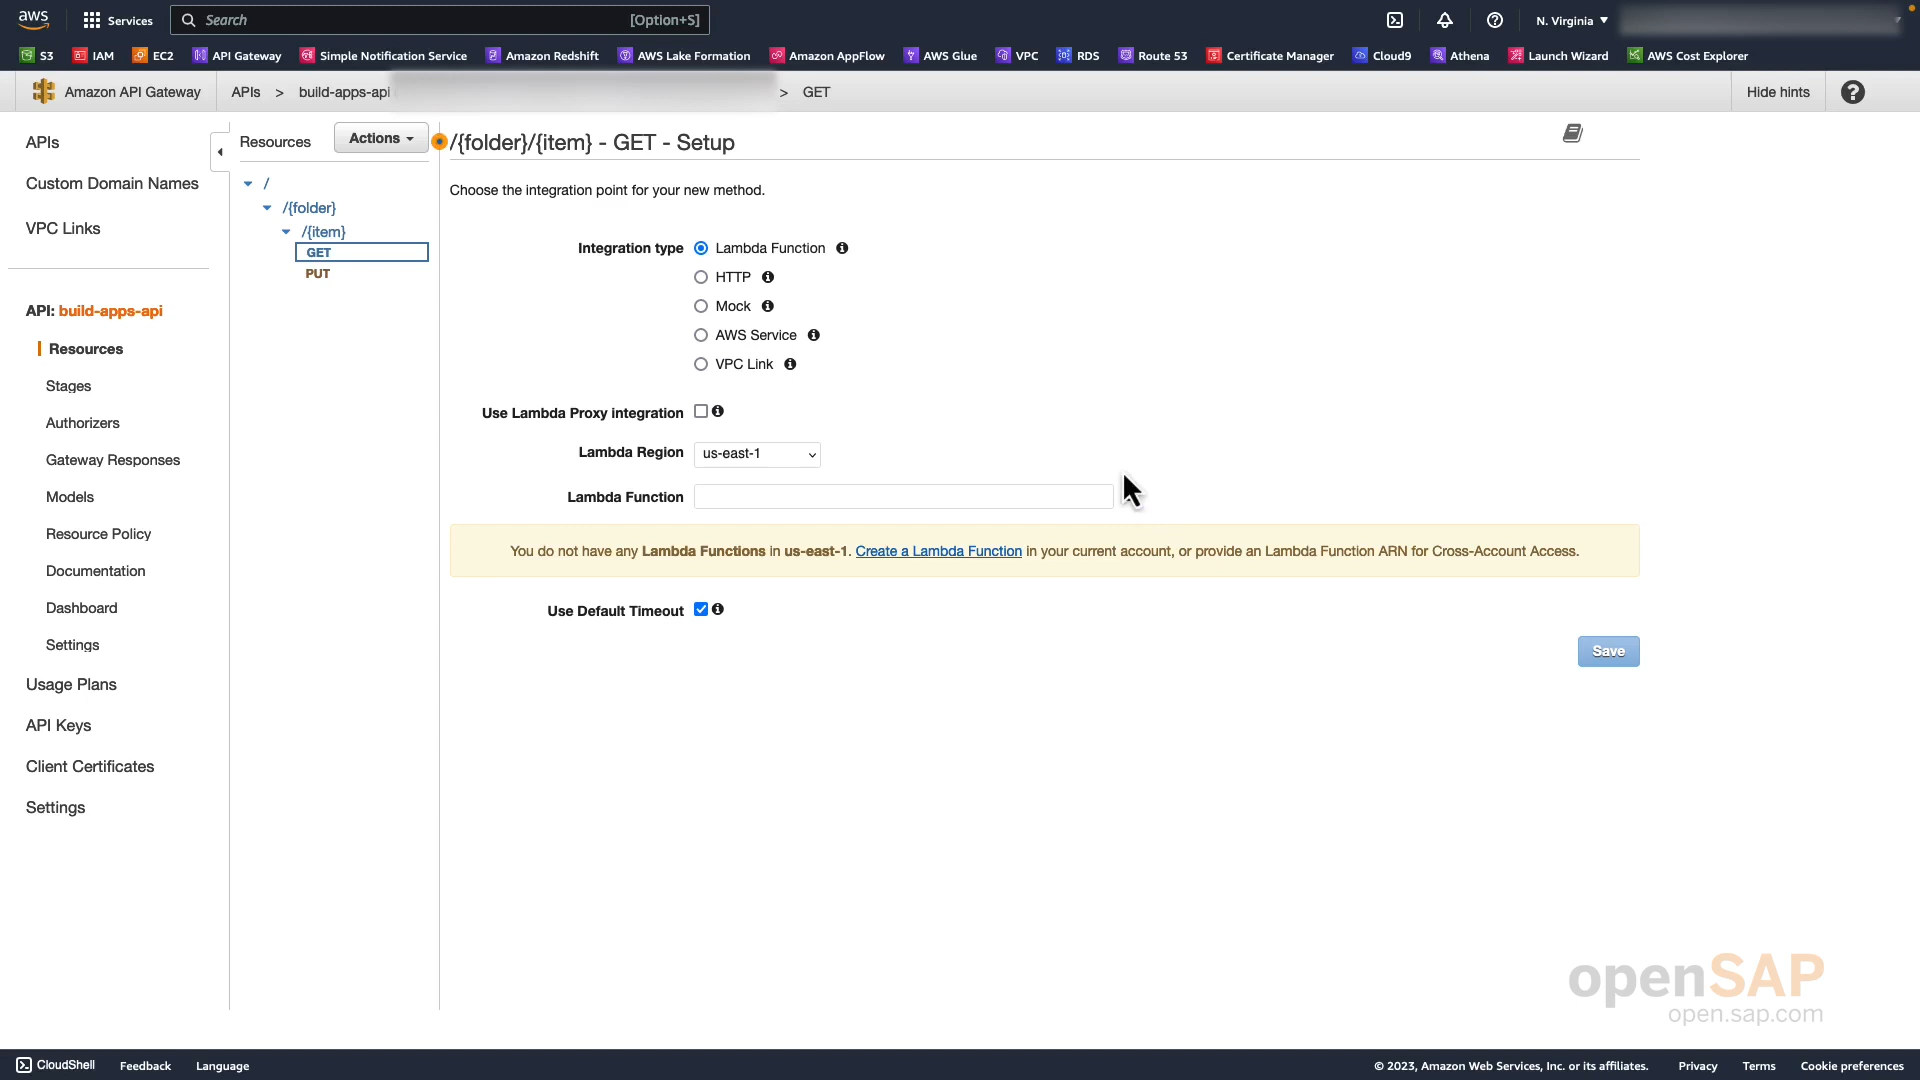 aws
Services
Search
[Option+S]
N. Virginia
S3
IAM
EC2
API Gateway
Simple Notification Service
Amazon Redshift
AWS Lake Formation
Amazon AppFlow
AWS Glue
VPC
RDS
Route 53
Certificate Manager
Cloud9
Athena
Launch Wizard
AWS Cost Explorer
Amazon API Gateway
APIs > build-apps-api > GET
Hide hints
APIs
Custom Domain Names
VPC Links
API: build-apps-api
Resources
Stages
Authorizers
Gateway Responses
Models
Resource Policy
Documentation
Dashboard
Settings
Usage Plans
API Keys
Client Certificates
Settings
Resources
Actions
/
/{folder}
/{item}
GET
PUT
/{folder}/{item} - GET - Setup
Choose the integration point for your new method.
Integration type
Lambda Function
HTTP
Mock
AWS Service
VPC Link
Use Lambda Proxy integration
Lambda Region
us-east-1
Lambda Function
You do not have any Lambda Functions in us-east-1. Create a Lambda Function in your current account, or provide an Lambda Function ARN for Cross-Account Access.
Use Default Timeout
Save
openSAP
open.sap.com
CloudShell
Feedback
Language
© 2023, Amazon Web Services, Inc. or its affiliates.
Privacy
Terms
Cookie preferences